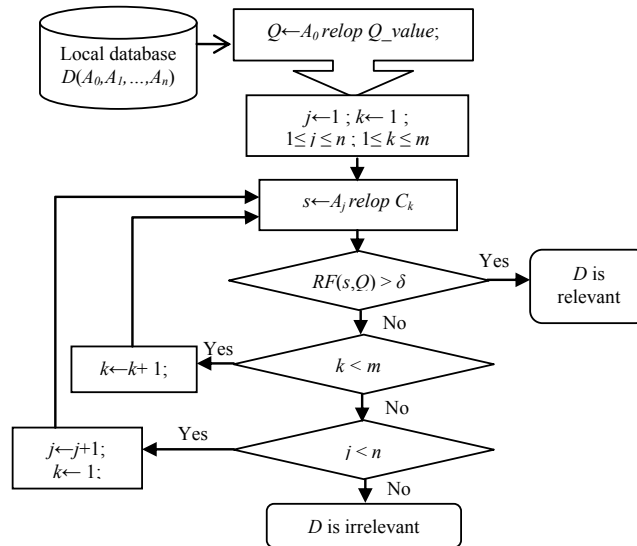 Local database
D(A₀,A₁,...,Aₙ)
Q←A₀ relop Q_value;
j←1 ; k← 1 ;
1≤ j ≤ n ; 1≤ k ≤ m
s←Aⱼ relop Cₖ
RF(s,Q) > δ
Yes
D is
relevant
No
k < m
Yes
k←k+ 1;
No
j < n
Yes
j←j+1;
k← 1;
No
D is irrelevant